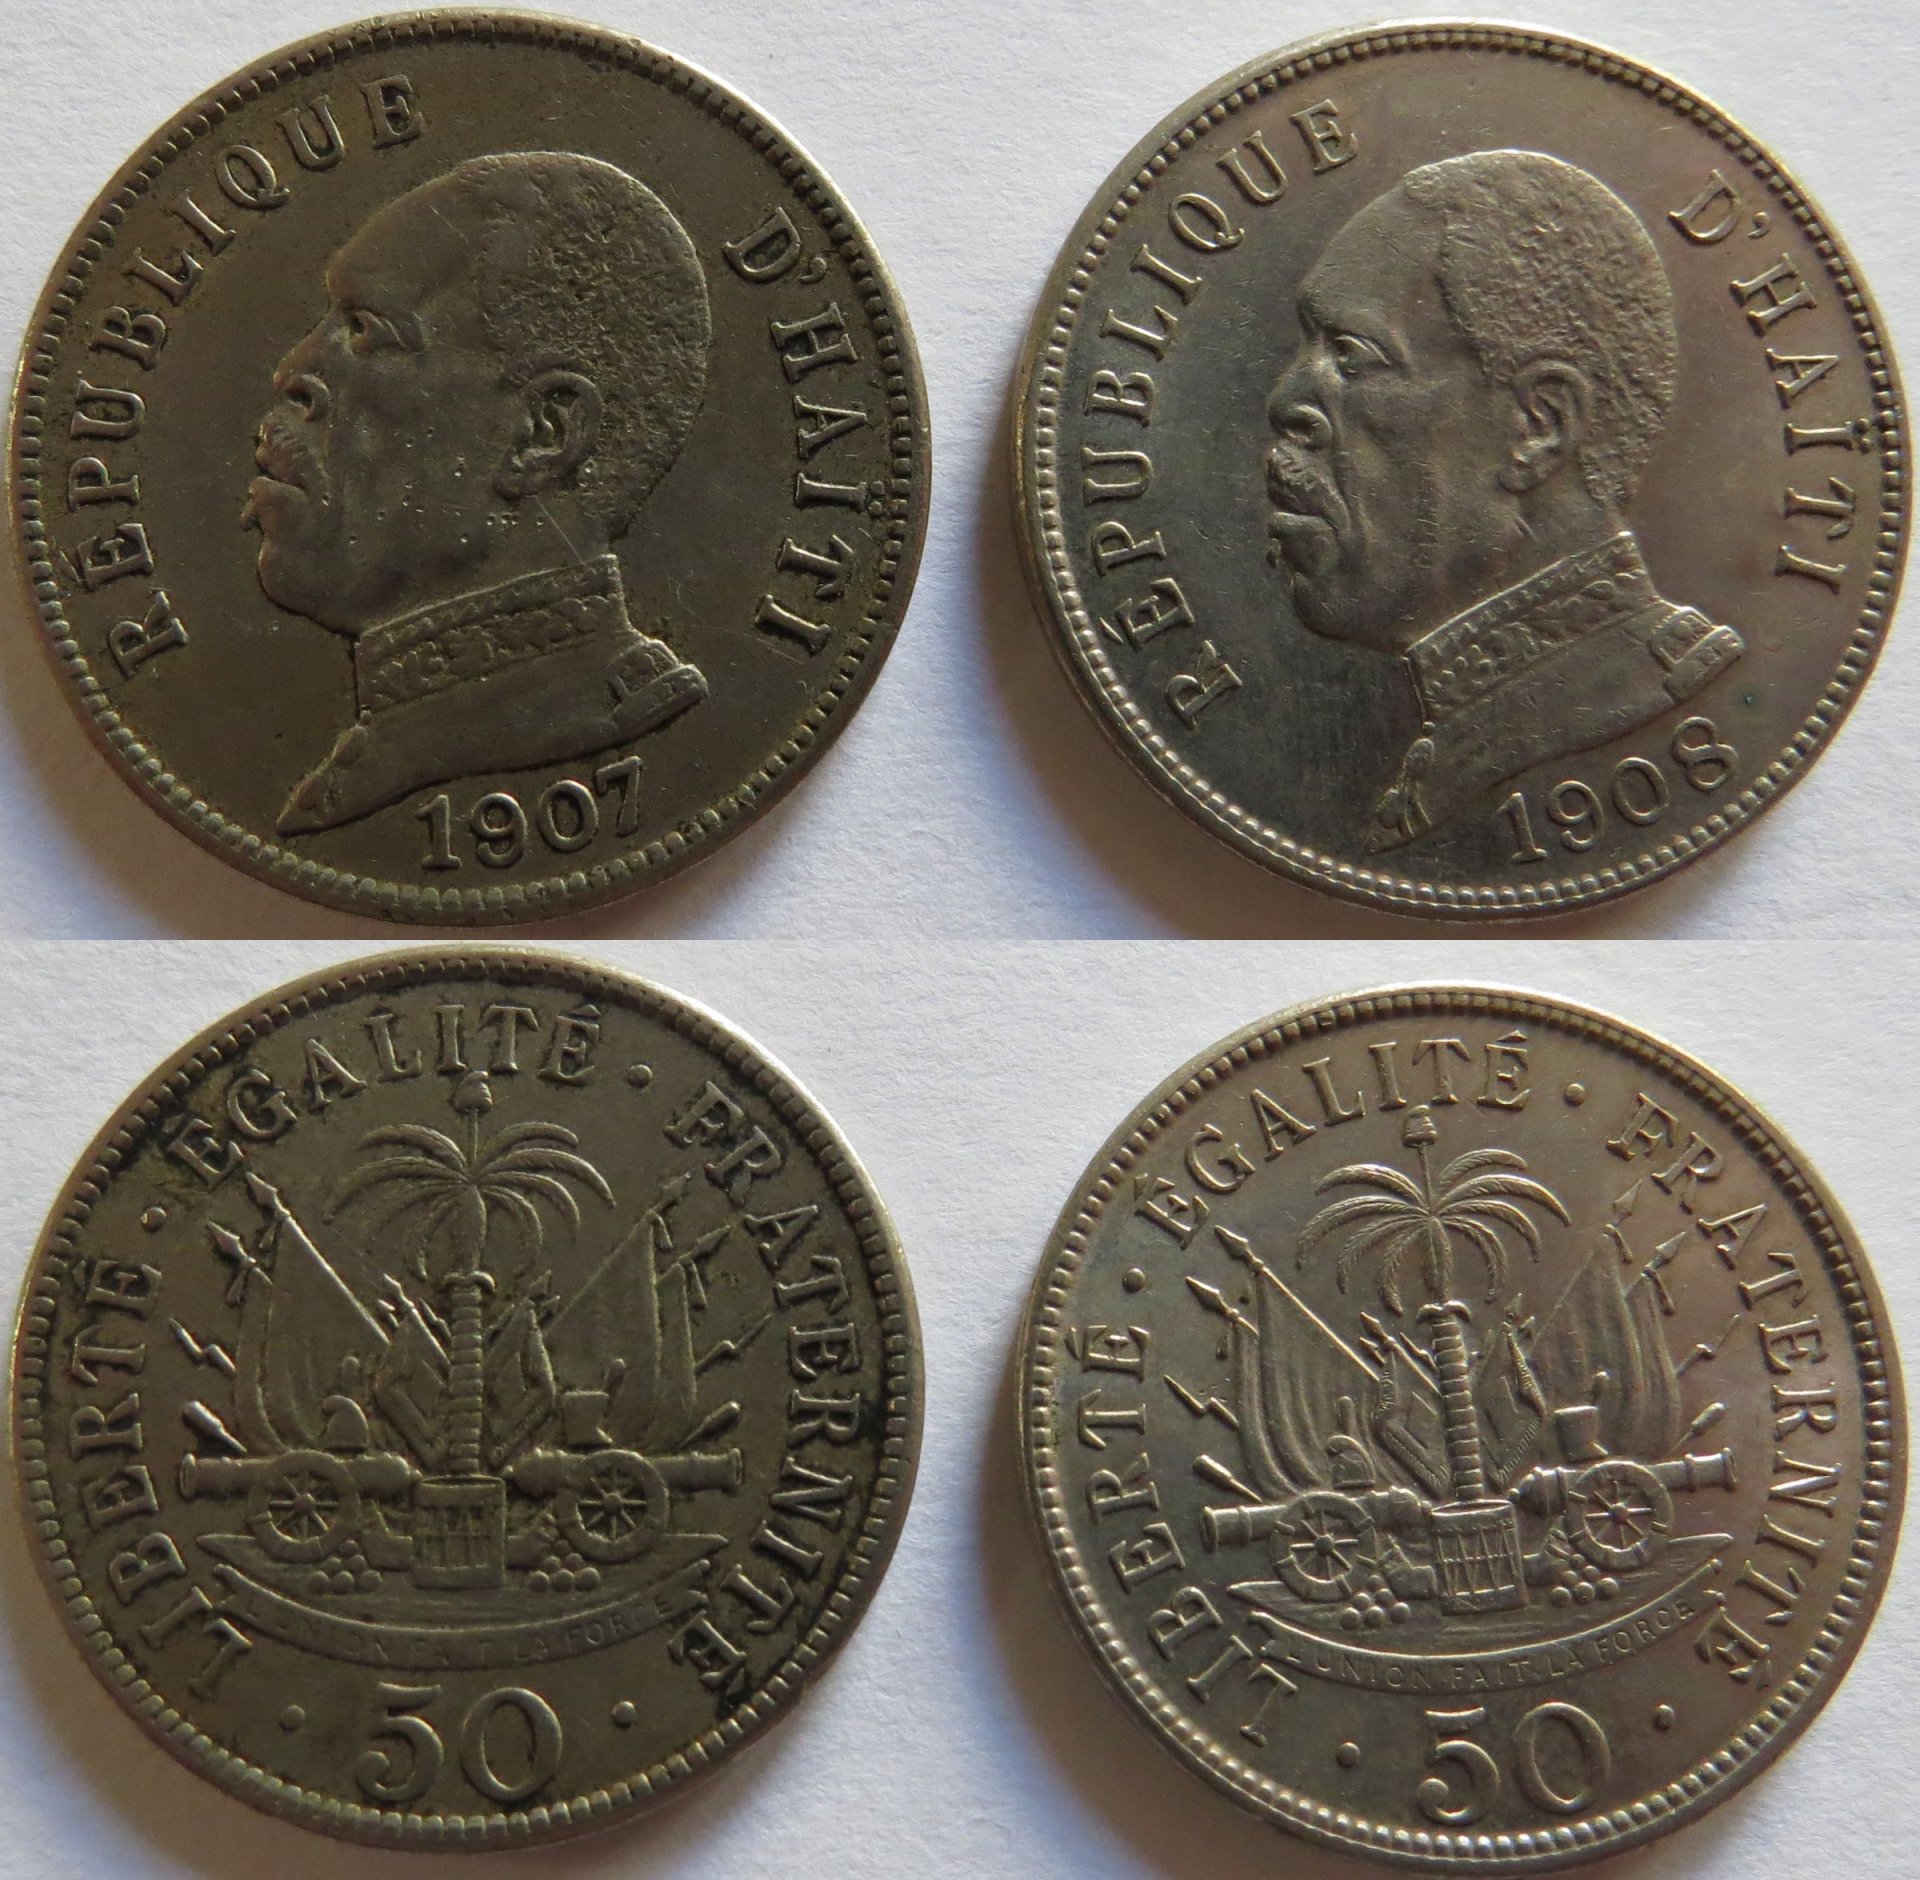 RÉPUBLIQUE D'HAÏTI
1907
RÉPUBLIQUE D'HAÏTI
1908
LIBERTÉ · ÉGALITÉ · FRATERNITÉ
L'UNION FAIT LA FORCE
· 50 ·
LIBERTÉ · ÉGALITÉ · FRATERNITÉ
L'UNION FAIT LA FORCE
· 50 ·